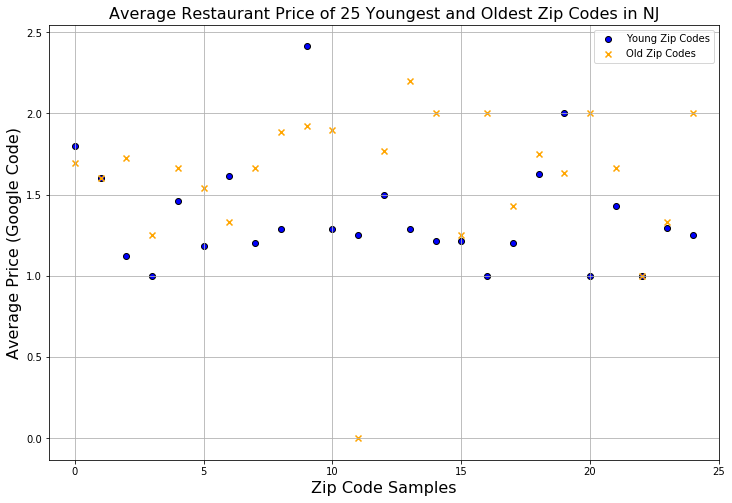 Average Restaurant Price of 25 Youngest and Oldest Zip Codes in NJ
Young Zip Codes
Old Zip Codes
Average Price (Google Code)
2.5
2.0
1.5
1.0
0.5
0.0
0 5 10 15 20 25
Zip Code Samples